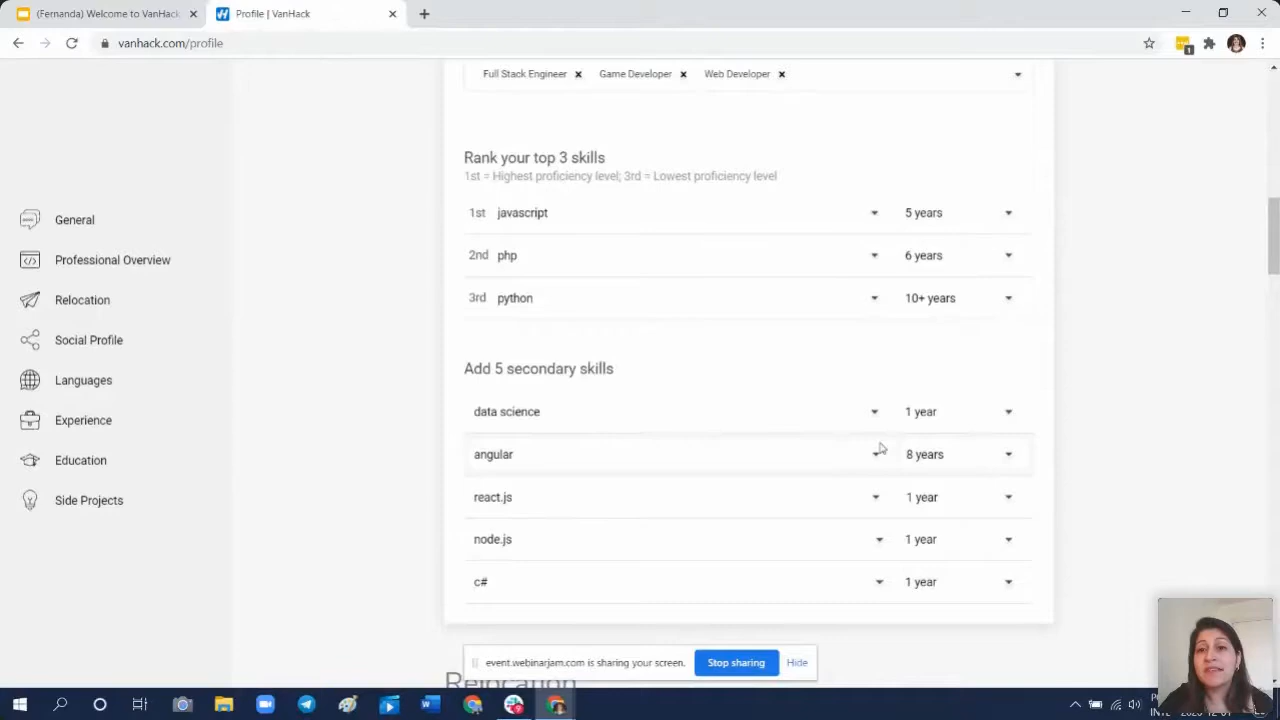 (Fernanda) Welcome to VanHack
Profile | VanHack
vanhack.com/profile
1
Full Stack Engineer
Game Developer
Web Developer
Rank your top 3 skills
1st = Highest proficiency level; 3rd = Lowest proficiency level
1st javascript 5 years
2nd php 6 years
3rd python 10+ years
Add 5 secondary skills
data science 1 year
angular 8 years
react.js 1 year
node.js 1 year
c# 1 year
General
Professional Overview
Relocation
Social Profile
Languages
Experience
Education
Side Projects
event.webinarjam.com is sharing your screen. Stop sharing Hide
Relocation